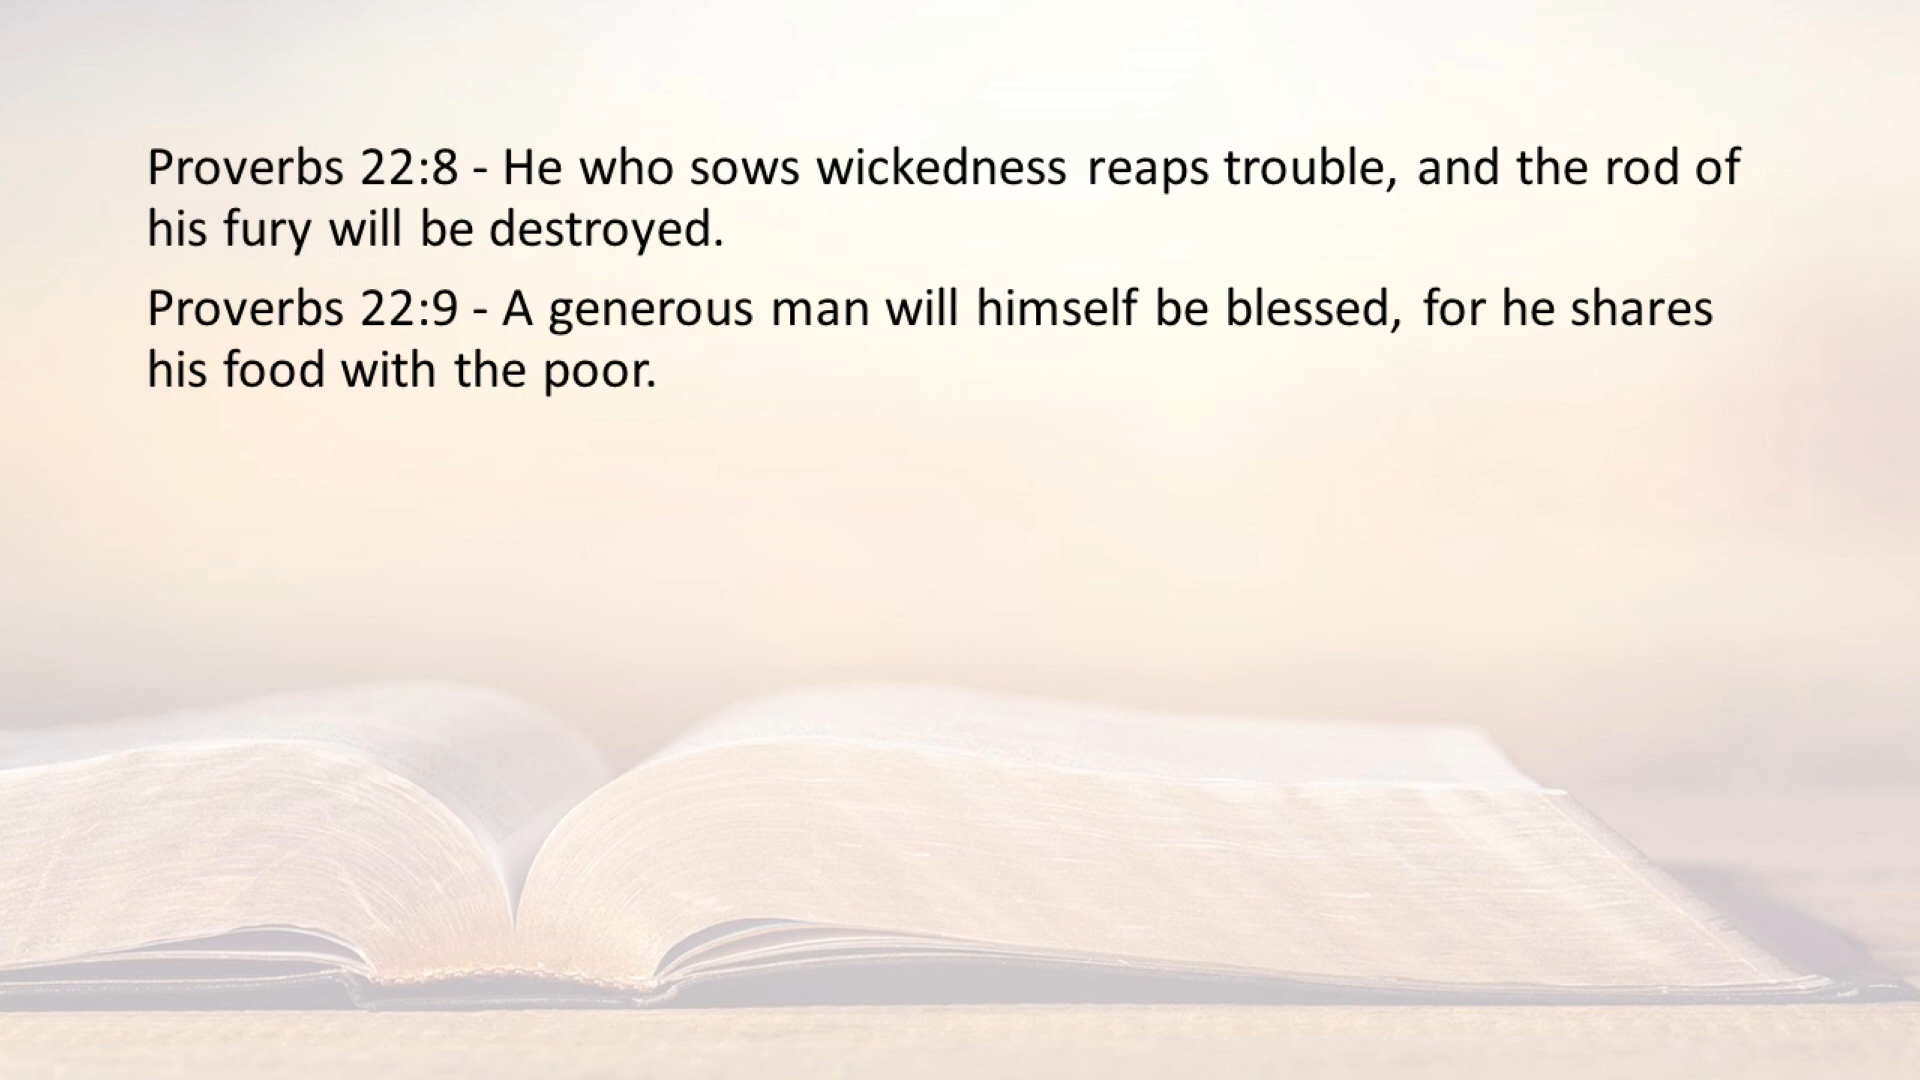 Proverbs 22:8 - He who sows wickedness reaps trouble, and the rod of
his fury will be destroyed.
Proverbs 22:9 - A generous man will himself be blessed, for he shares
his food with the poor.